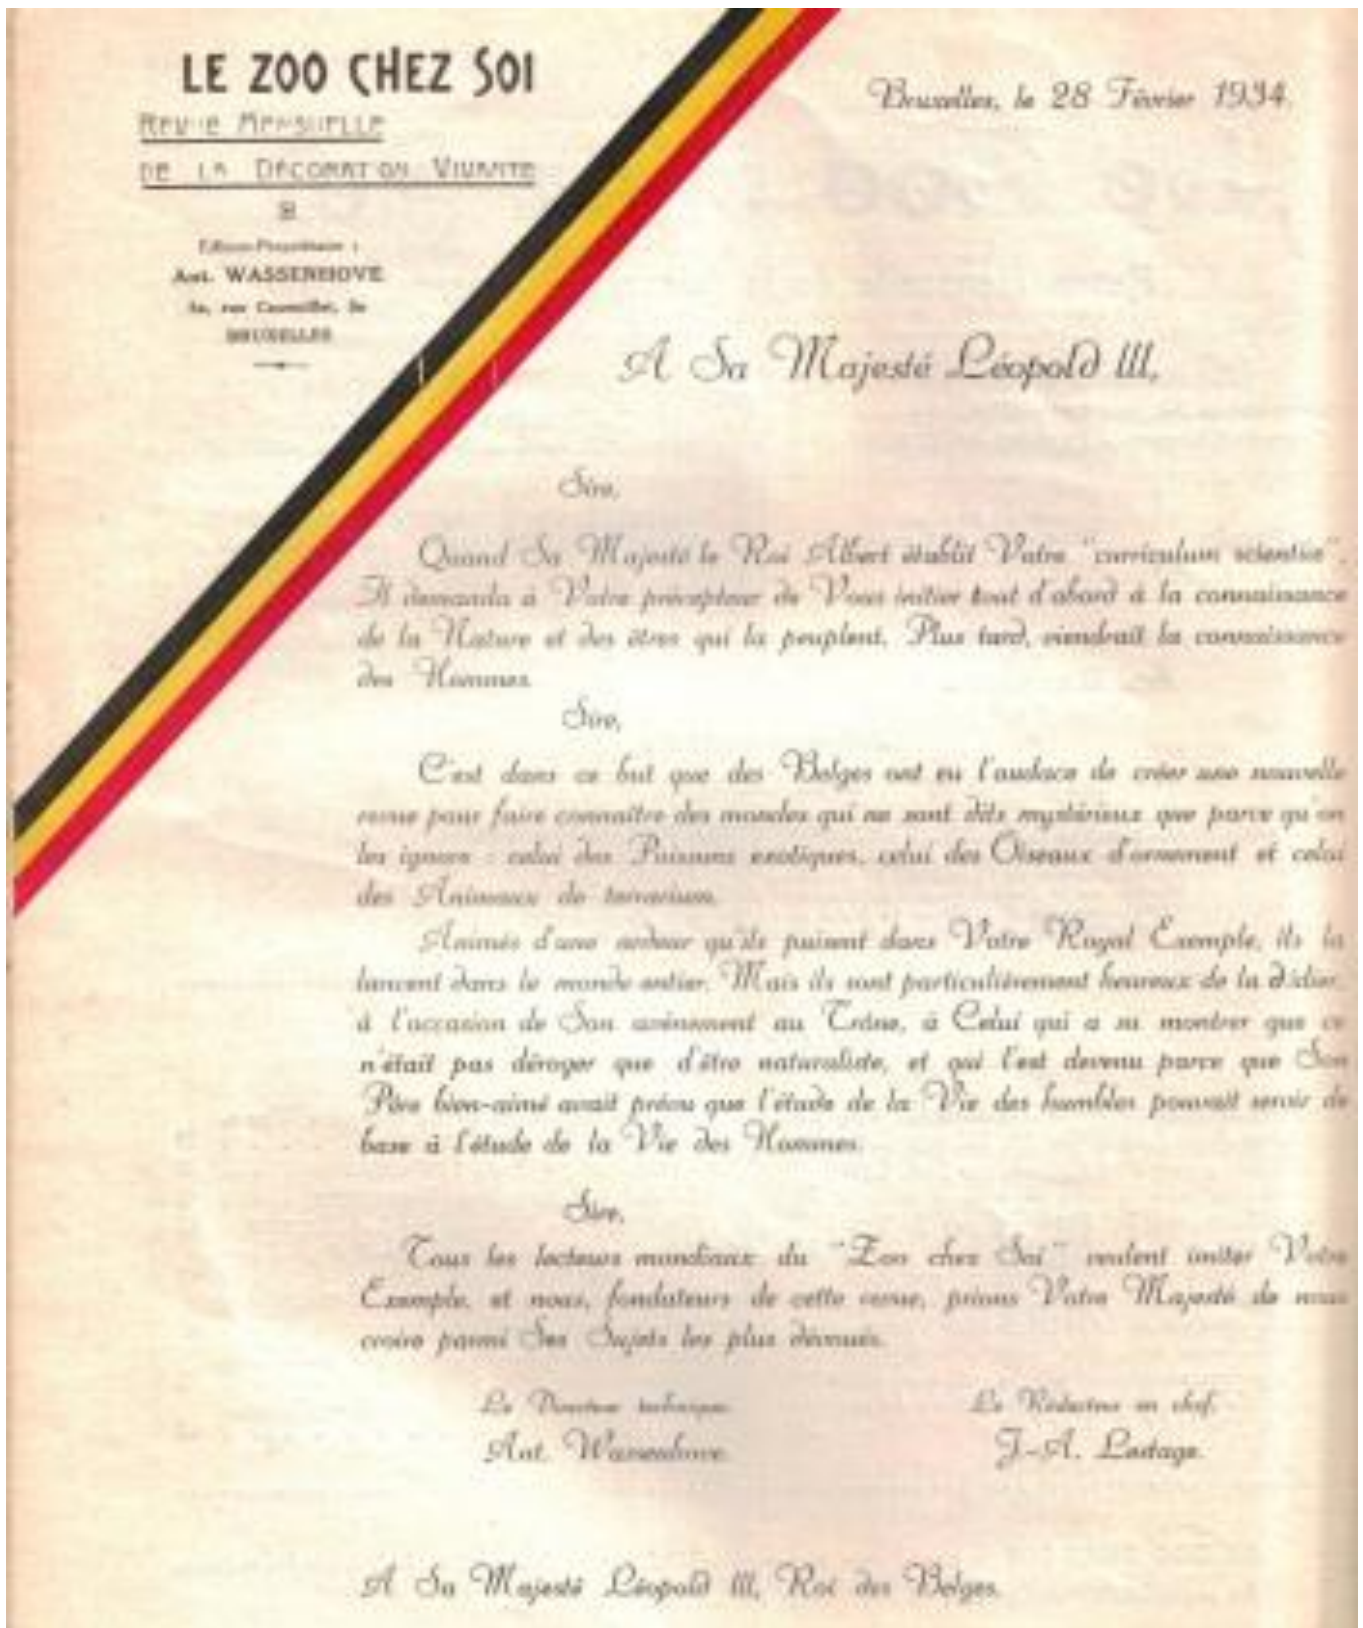 LE ZOO CHEZ SOI
REVUE MENSUELLE
DE LA DÉCORATION VIVANTE
Editeur-Propriétaire :
Ant. WASSENHOVE
rue
BRUXELLES
Bruxelles, le 28 Février 1934.
A Sa Majesté Léopold III,
Sire,
Quand Sa Majesté le Roi Albert établit Votre "curriculum scientiæ",
Il demanda à Votre précepteur de Vous initier tout d'abord à la connaissance
de la Nature et des êtres qui la peuplent. Plus tard, viendrait la connaissance
des Hommes.
Sire,
C'est dans ce but que des Belges ont eu l'audace de créer une nouvelle
revue pour faire connaître des mondes qui ne sont dits mystérieux que parce qu'on
les ignore : celui des Poissons exotiques, celui des Oiseaux d'ornement et celui
des Animaux de terrarium.
Animés d'une ardeur qu'ils puisent dans Votre Royal Exemple, ils la
lancent dans le monde entier. Mais ils sont particulièrement heureux de la dédier,
à l'occasion de Son avènement au Trône, à Celui qui a su montrer que ce
n'était pas déroger que d'être naturaliste, et qui l'est devenu parce que Son
Père bien-aimé avait prévu que l'étude de la Vie des humbles pouvait servir de
base à l'étude de la Vie des Hommes.
Sire,
Tous les lecteurs mondiaux du "Zoo chez Soi" veulent imiter Votre
Exemple, et nous, fondateurs de cette revue, prions Votre Majesté de nous
croire parmi Ses Sujets les plus dévoués.
Le Directeur technique, Le Rédacteur en chef,
Ant. Wassenhove. J.-A. Lestage.
A Sa Majesté Léopold III, Roi des Belges.